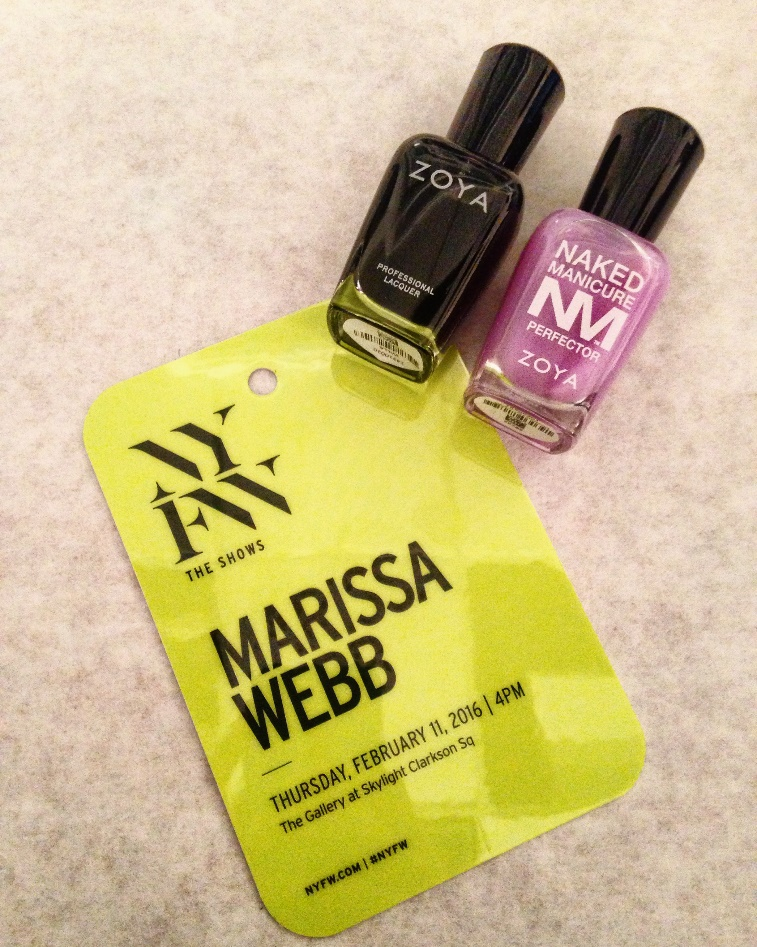 ZOYA
PROFESSIONAL
LACQUER
NAKED
MANICURE
NM
PERFECTOR
ZOYA
NY
FW
THE SHOWS
MARISSA
WEBB
THURSDAY, FEBRUARY 11, 2016 | 4PM
The Gallery at Skylight Clarkson Sq
NYFW.COM | #NYFW